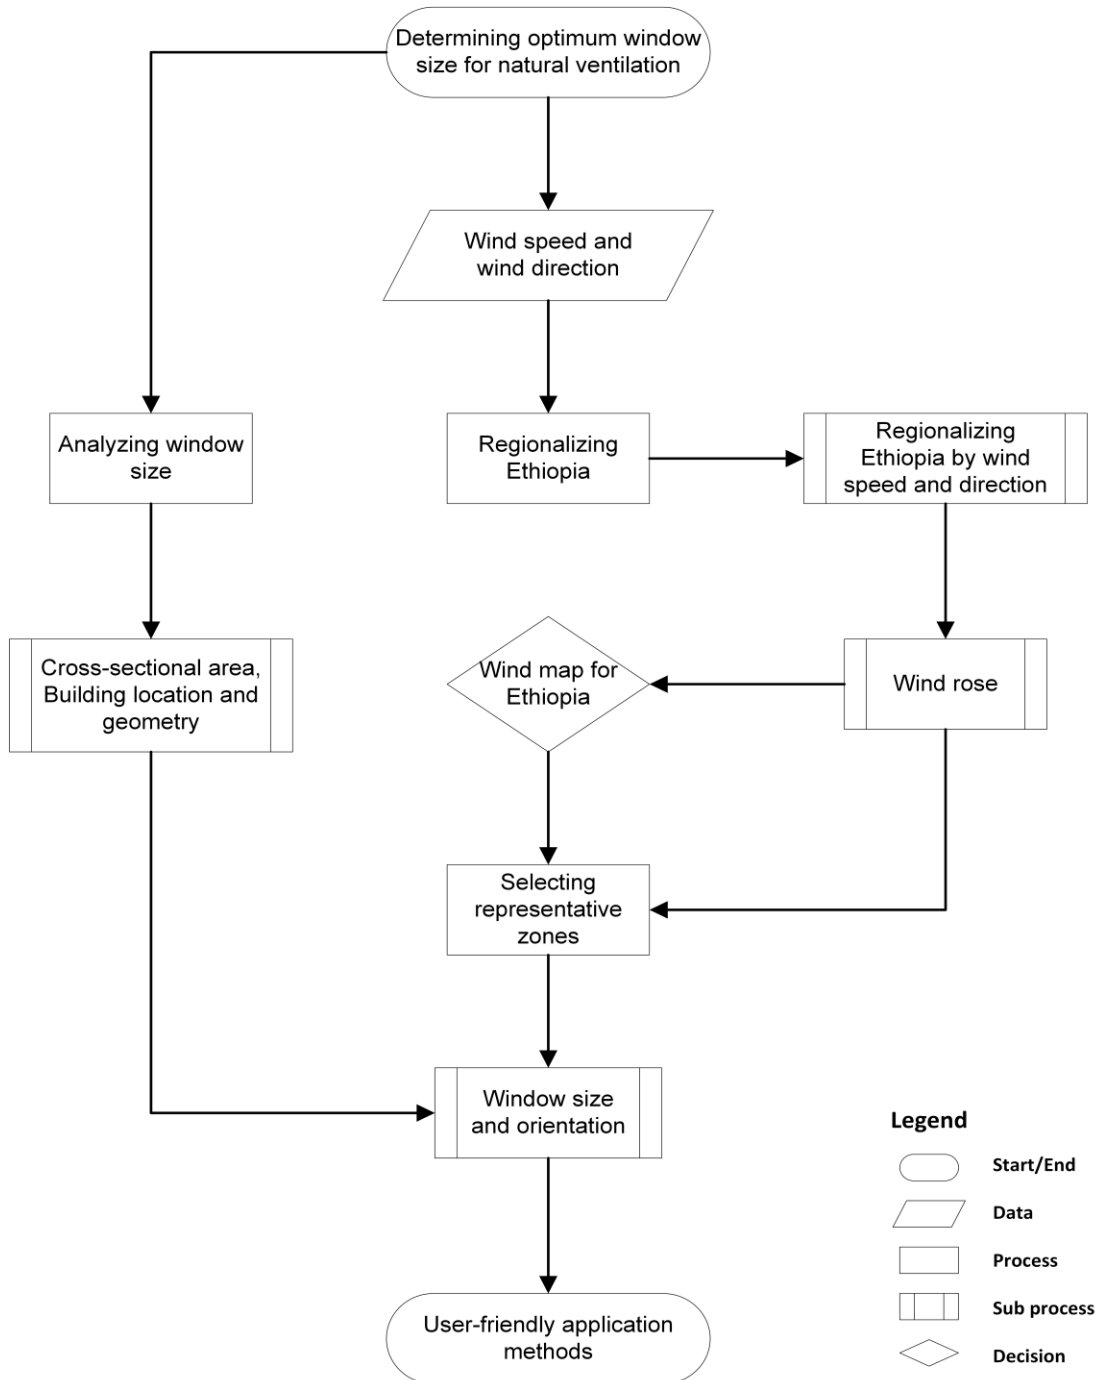 Determining optimum window
size for natural ventilation
Wind speed and
wind direction
Analyzing window
size
Regionalizing
Ethiopia
Regionalizing
Ethiopia by wind
speed and direction
Cross-sectional area,
Building location and
geometry
Wind map for
Ethiopia
Wind rose
Selecting
representative
zones
Window size
and orientation
User-friendly application
methods
Legend
Start/End
Data
Process
Sub process
Decision